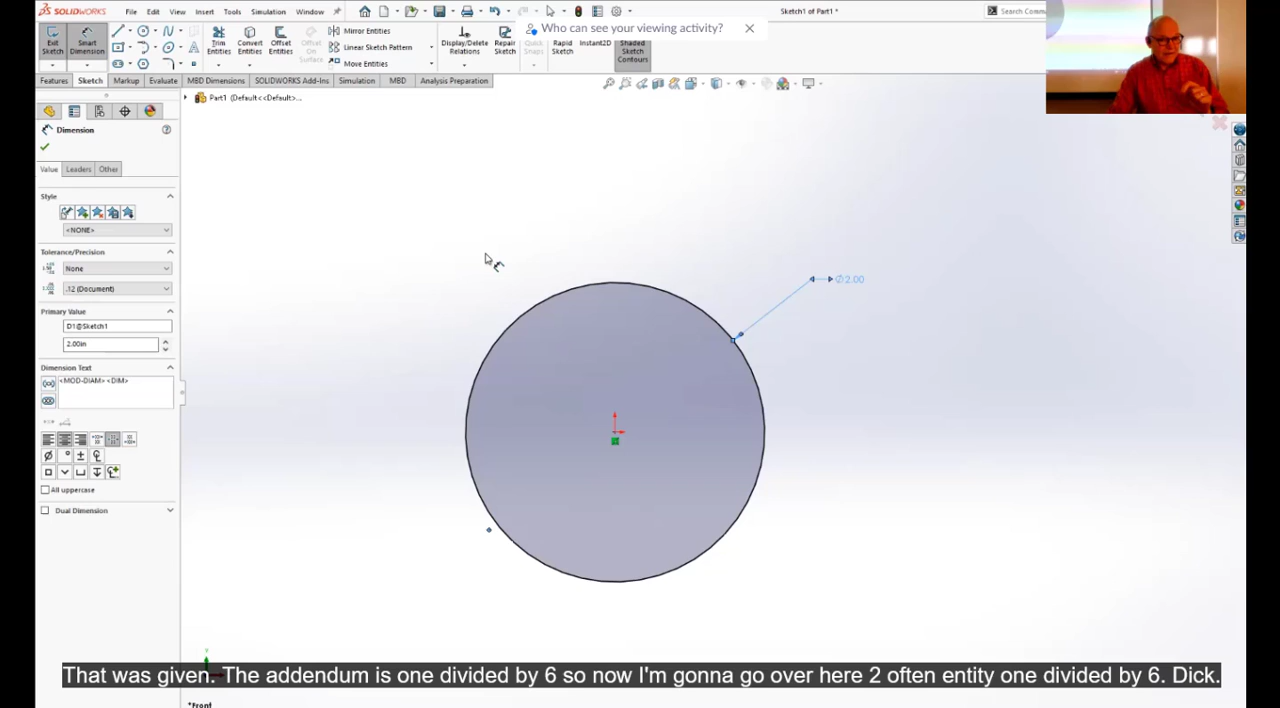 SOLIDWORKS File Edit View Insert Tools Simulation Window
Sketch1 of Part1 *
Search Comm
Who can see your viewing activity?
Exit Sketch
Smart Dimension
Trim Entities
Convert Entities
Offset Entities
Offset On Surface
Mirror Entities
Linear Sketch Pattern
Move Entities
Display/Delete Relations
Repair Sketch
Quick Snaps
Rapid Sketch
Instant2D
Shaded Sketch Contours
Features Sketch Markup Evaluate MBD Dimensions SOLIDWORKS Add-Ins Simulation MBD Analysis Preparation
Part1 (Default<<Default>...
Dimension
Value Leaders Other
Style
<NONE>
Tolerance/Precision
None
.12 (Document)
Primary Value
D1@Sketch1
2.00in
Dimension Text
<MOD-DIAM><DIM>
All uppercase
Dual Dimension
∅2.00
Y
That was given. The addendum is one divided by 6 so now I'm gonna go over here 2 often entity one divided by 6. Dick.
*Front